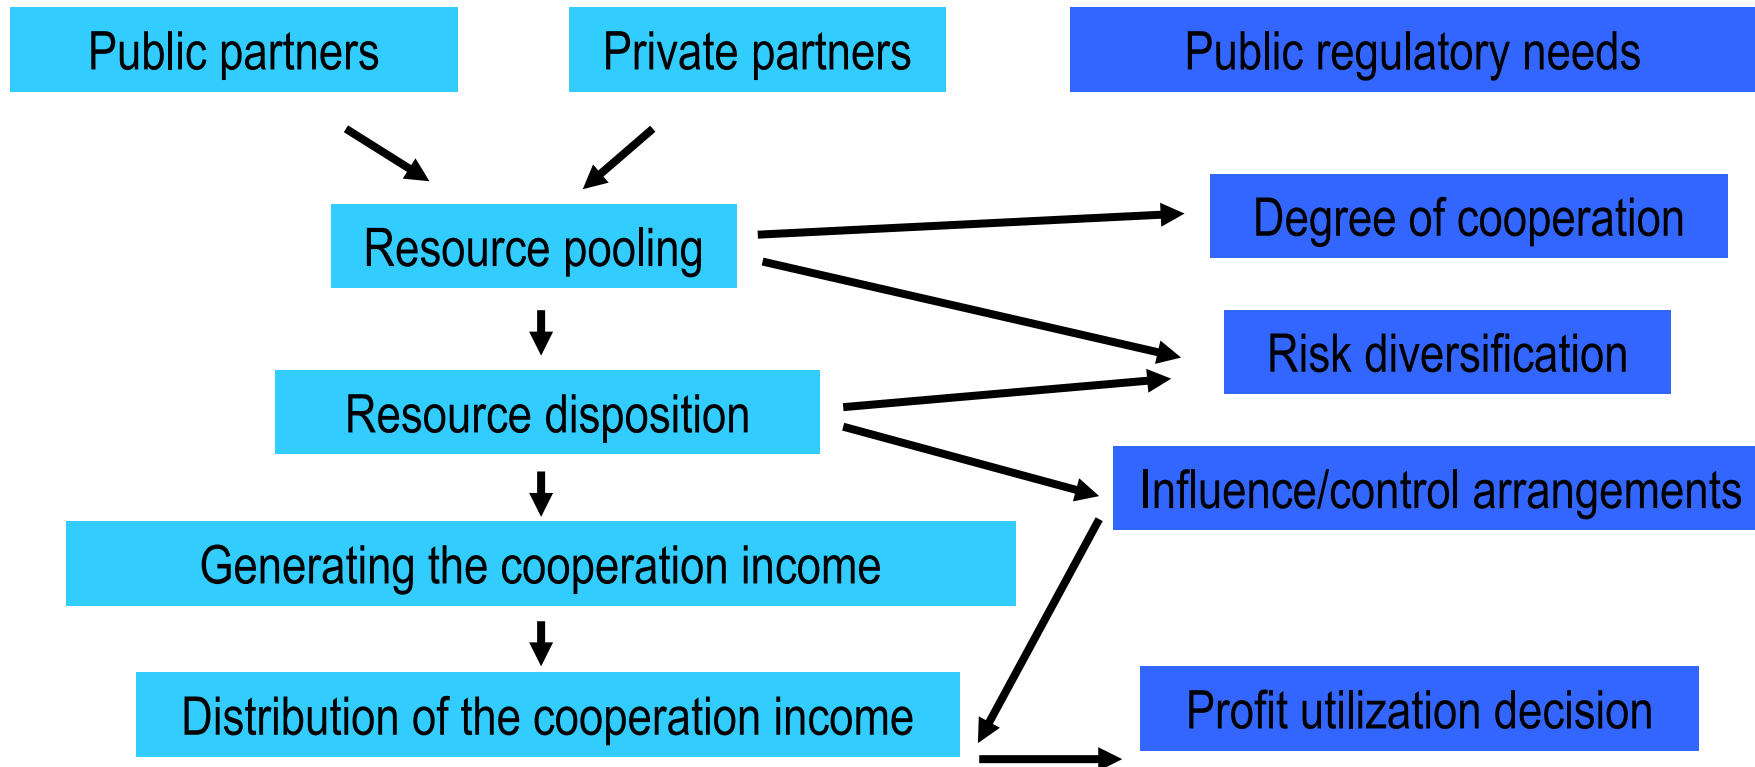 Public partners
Private partners
Public regulatory needs
Resource pooling
Degree of cooperation
Risk diversification
Resource disposition
Influence/control arrangements
Generating the cooperation income
Distribution of the cooperation income
Profit utilization decision